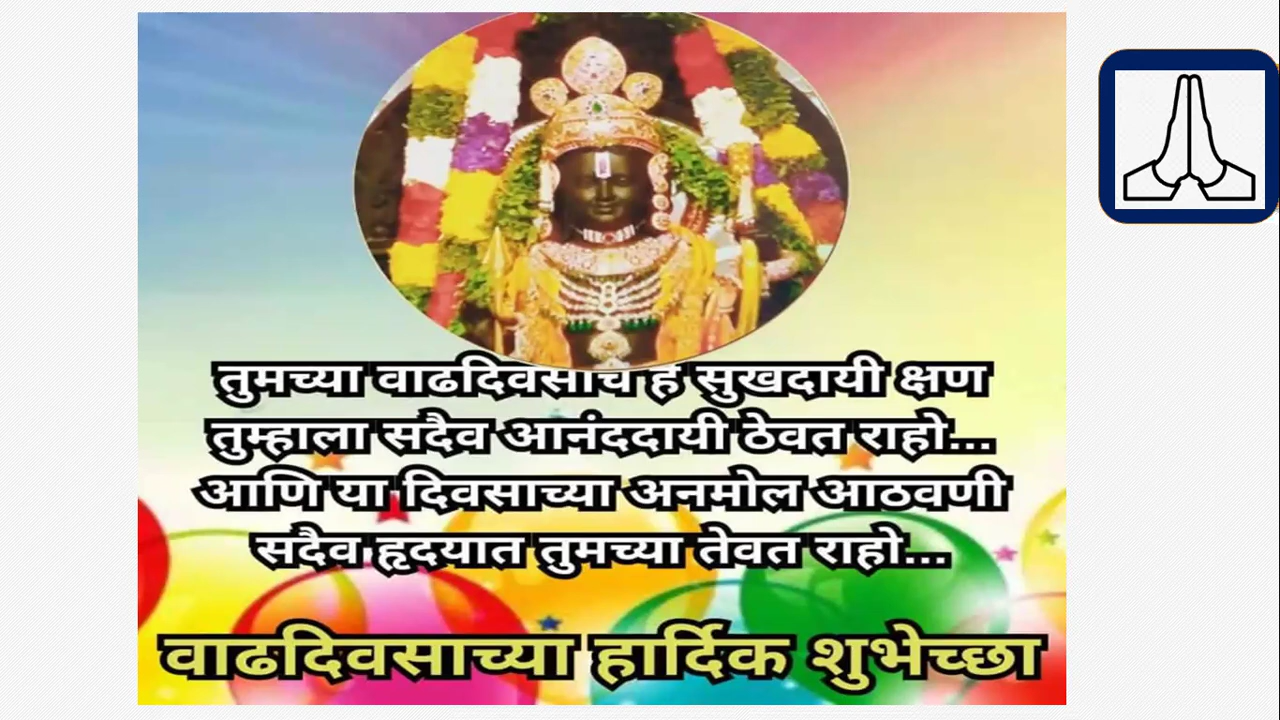 तुमच्या वाढदिवसाचे हे सुखदायी क्षण
तुम्हाला सदैव आनंददायी ठेवत राहो...
आणि या दिवसाच्या अनमोल आठवणी
सदैव हृदयात तुमच्या तेवत राहो...
वाढदिवसाच्या हार्दिक शुभेच्छा